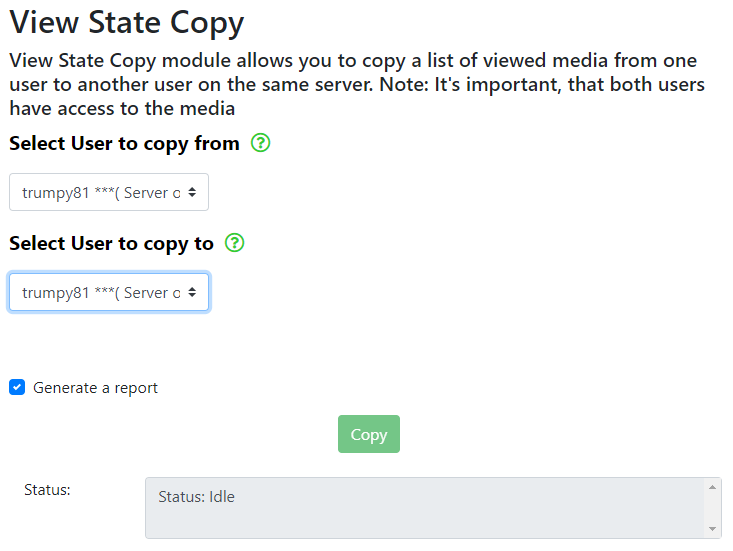 View State Copy
View State Copy module allows you to copy a list of viewed media from one
user to another user on the same server. Note: It's important, that both users
have access to the media
Select User to copy from
trumpy81 ***( Server o
Select User to copy to
trumpy81 ***( Server o
Generate a report
Copy
Status:
Status: Idle